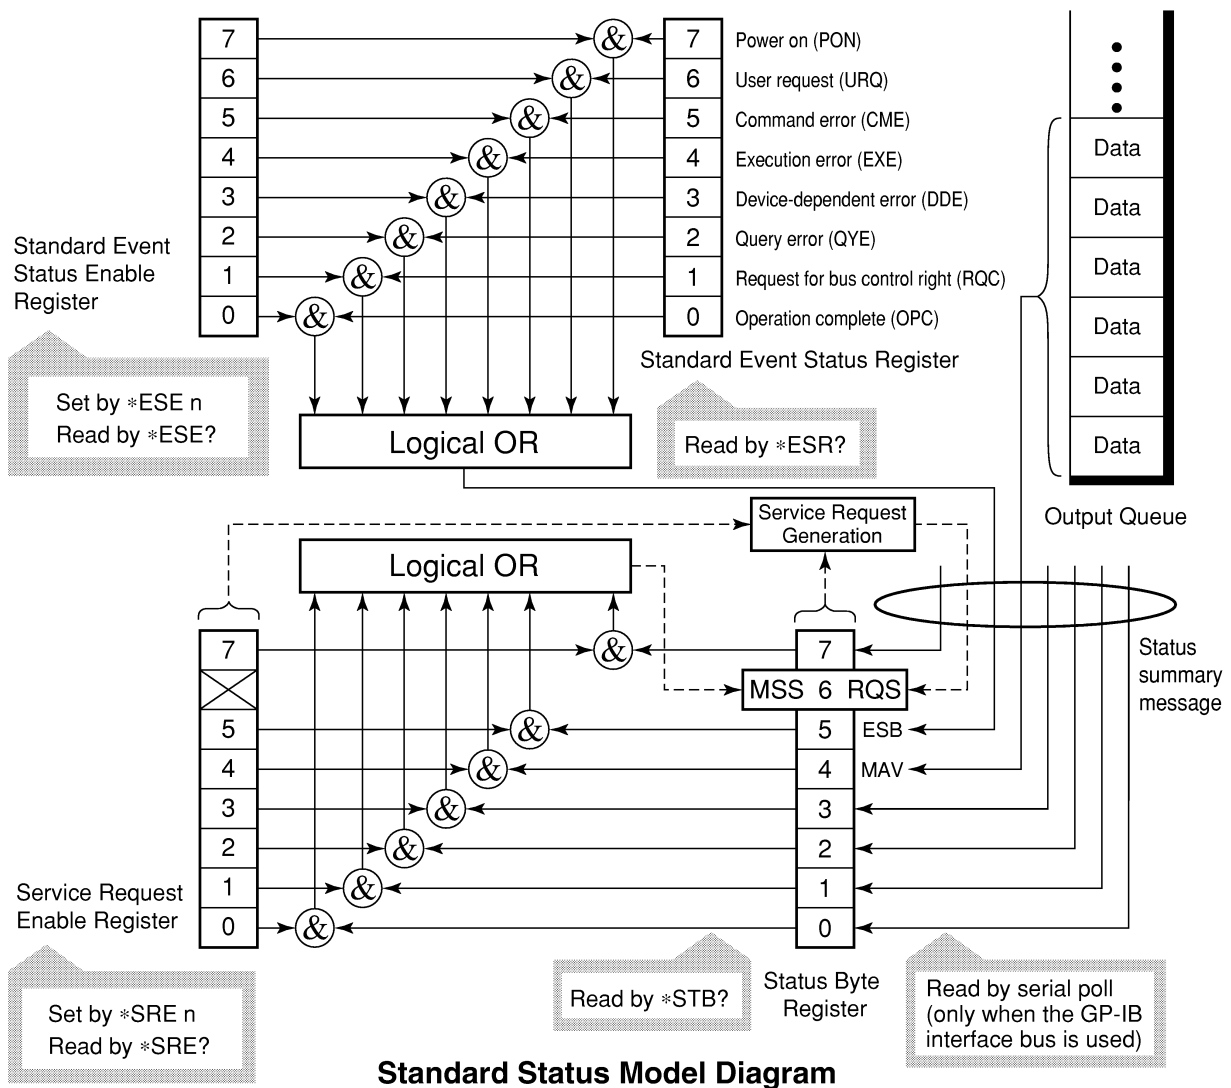 7 & 7 Power on (PON)
6 & 6 User request (URQ)
5 & 5 Command error (CME)
4 & 4 Execution error (EXE)
3 & 3 Device-dependent error (DDE)
2 & 2 Query error (QYE)
1 & 1 Request for bus control right (RQC)
0 & 0 Operation complete (OPC)
Standard Event
Status Enable
Register
Standard Event Status Register
Set by *ESE n
Read by *ESE?
Logical OR
Read by *ESR?
Data
Data
Data
Data
Data
Data
Output Queue
Service Request
Generation
Logical OR
Status
summary
message
7 & 7
MSS 6 RQS
5 & 5 ESB
4 & 4 MAV
3 & 3
2 & 2
1 & 1
0 & 0
Service Request
Enable Register
Set by *SRE n
Read by *SRE?
Read by *STB?
Status Byte
Register
Read by serial poll
(only when the GP-IB
interface bus is used)
Standard Status Model Diagram